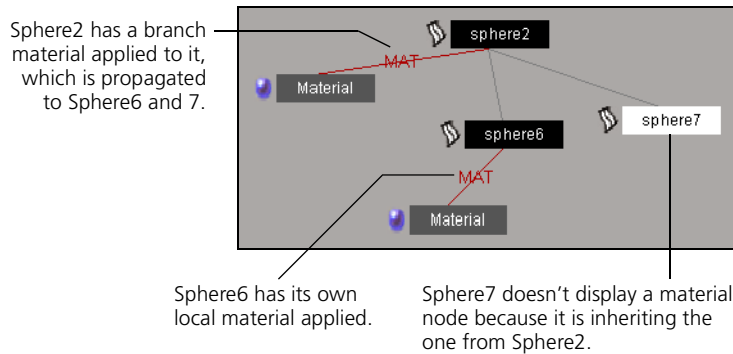 Sphere2 has a branch
material applied to it,
which is propagated
to Sphere6 and 7.
sphere2
MAT
Material
sphere6
sphere7
MAT
Material
Sphere6 has its own
local material applied.
Sphere7 doesn’t display a material
node because it is inheriting the
one from Sphere2.